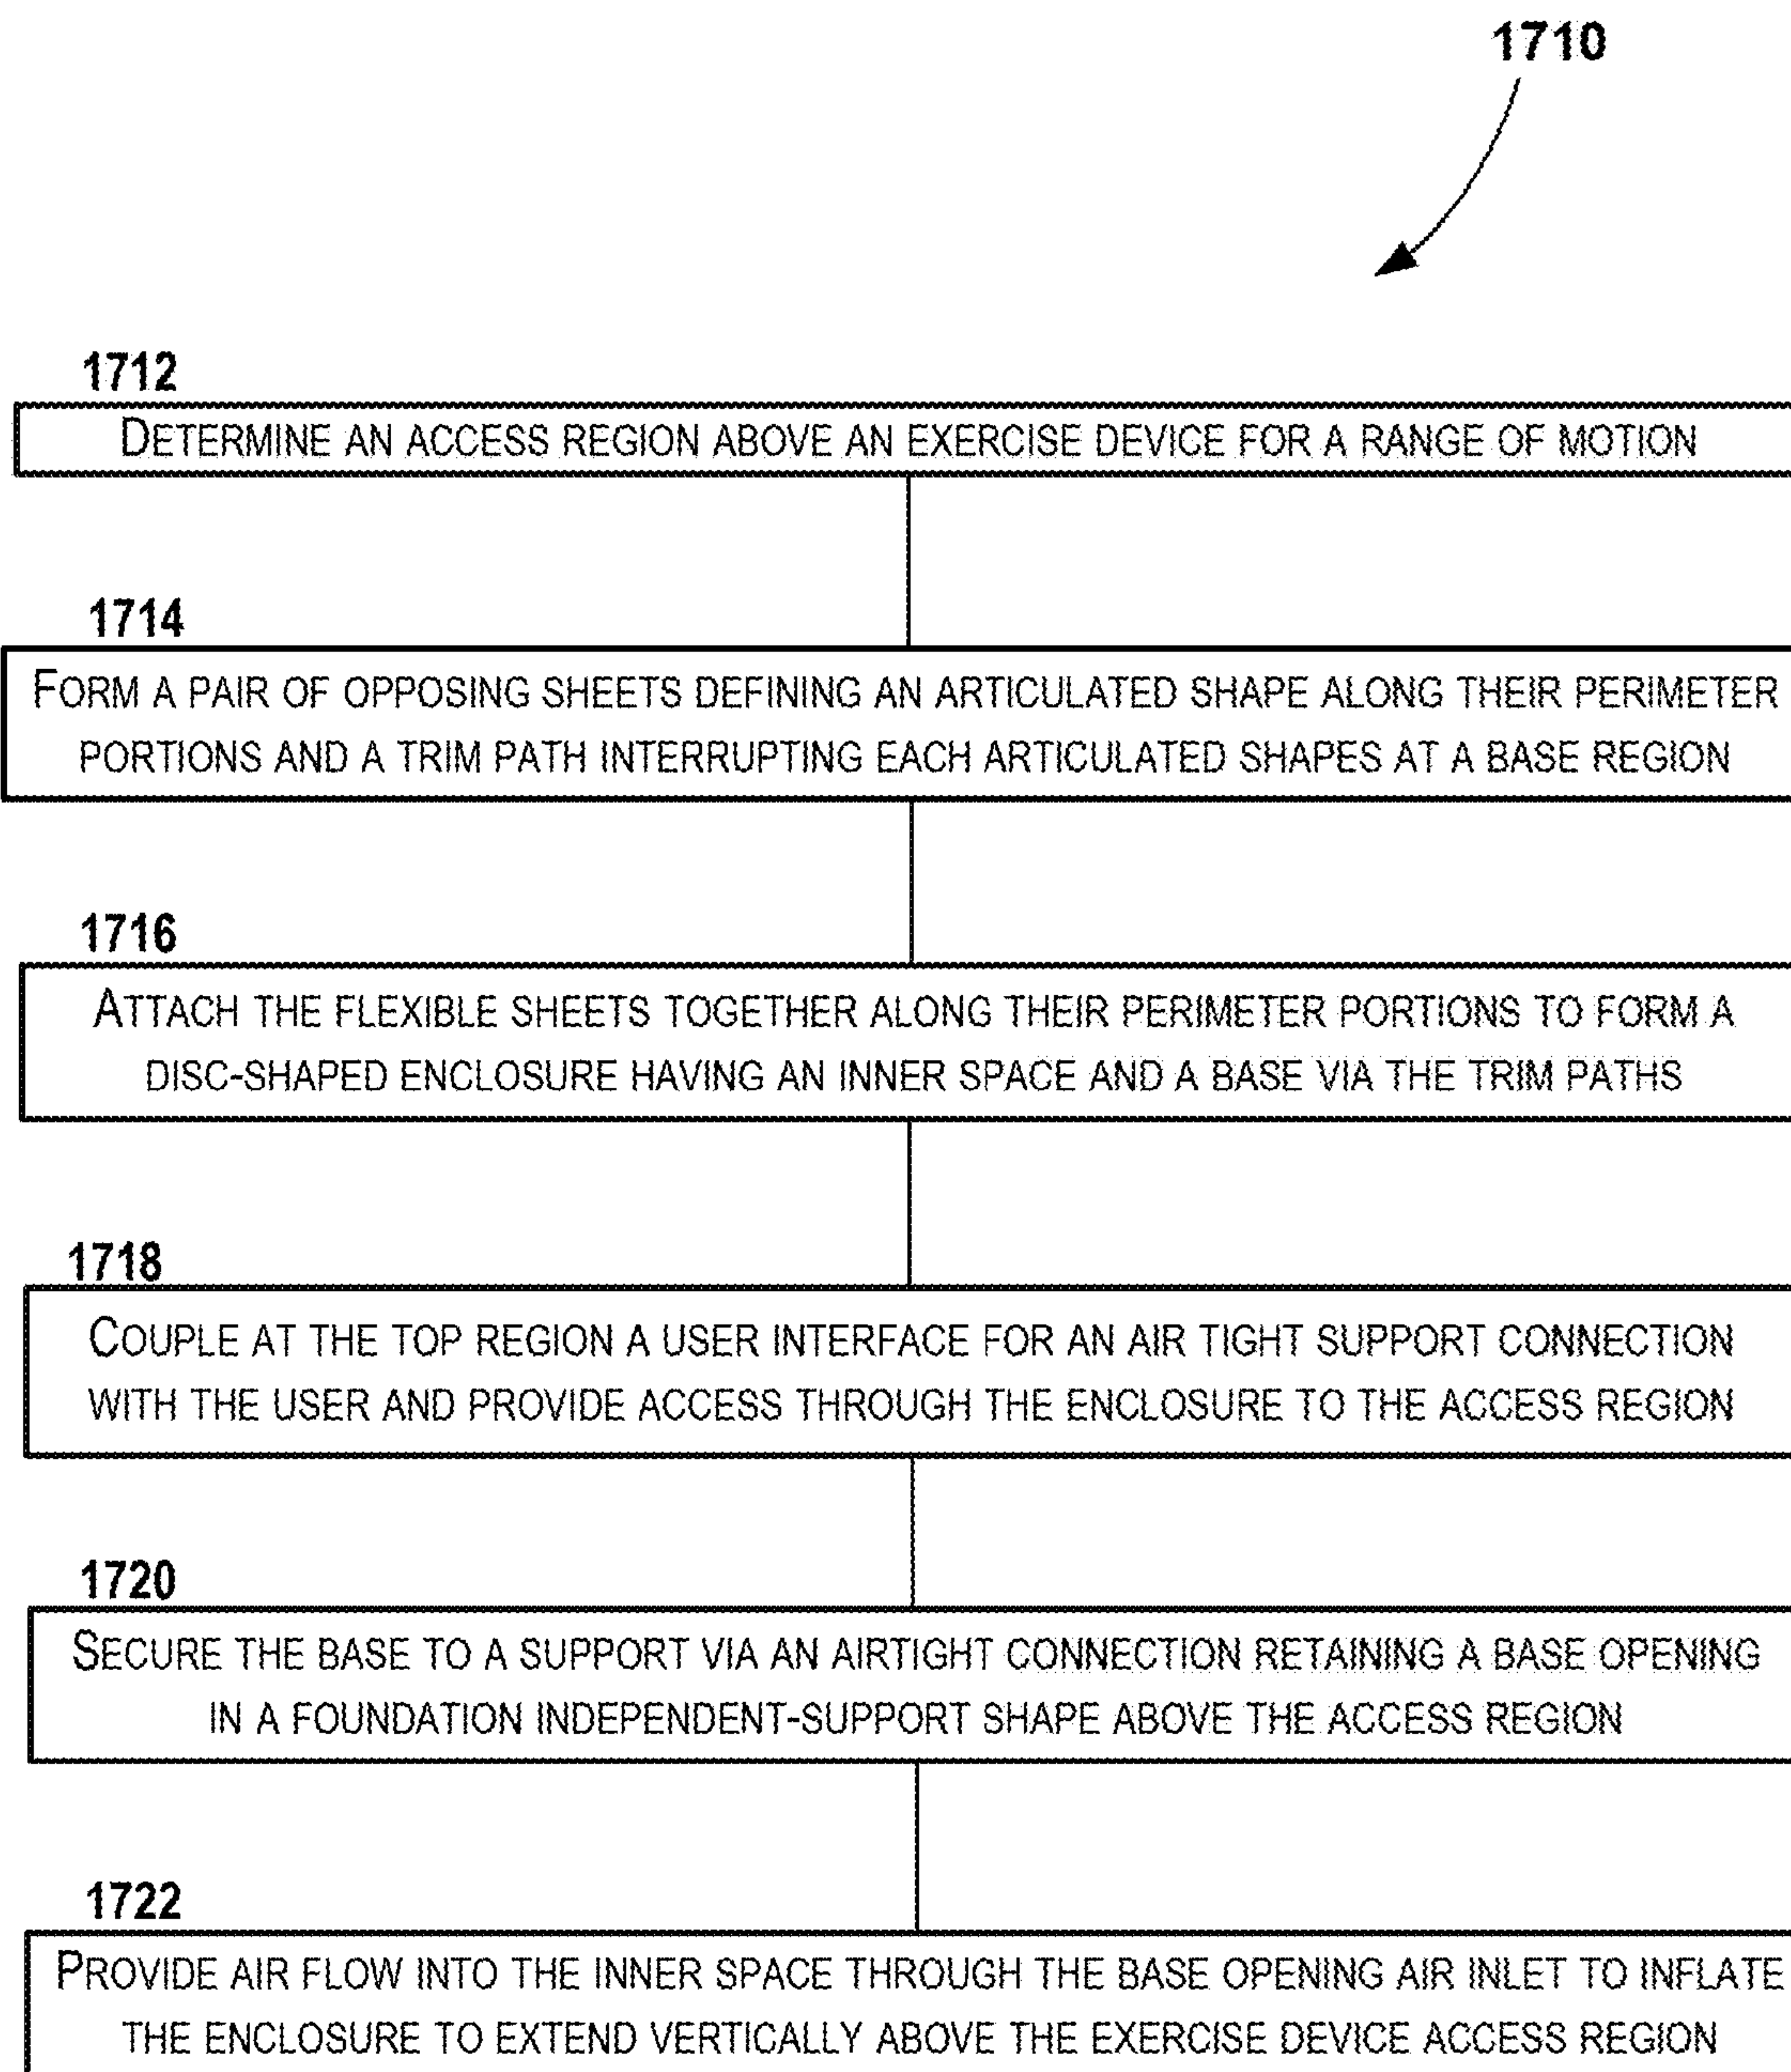 1710
1712
DETERMINE AN ACCESS REGION ABOVE AN EXERCISE DEVICE FOR A RANGE OF MOTION
1714
FORM A PAIR OF OPPOSING SHEETS DEFINING AN ARTICULATED SHAPE ALONG THEIR PERIMETER
PORTIONS AND A TRIM PATH INTERRUPTING EACH ARTICULATED SHAPES AT A BASE REGION
1716
ATTACH THE FLEXIBLE SHEETS TOGETHER ALONG THEIR PERIMETER PORTIONS TO FORM A
DISC-SHAPED ENCLOSURE HAVING AN INNER SPACE AND A BASE VIA THE TRIM PATHS
1718
COUPLE AT THE TOP REGION A USER INTERFACE FOR AN AIR TIGHT SUPPORT CONNECTION
WITH THE USER AND PROVIDE ACCESS THROUGH THE ENCLOSURE TO THE ACCESS REGION
1720
SECURE THE BASE TO A SUPPORT VIA AN AIRTIGHT CONNECTION RETAINING A BASE OPENING
IN A FOUNDATION INDEPENDENT-SUPPORT SHAPE ABOVE THE ACCESS REGION
1722
PROVIDE AIR FLOW INTO THE INNER SPACE THROUGH THE BASE OPENING AIR INLET TO INFLATE
THE ENCLOSURE TO EXTEND VERTICALLY ABOVE THE EXERCISE DEVICE ACCESS REGION